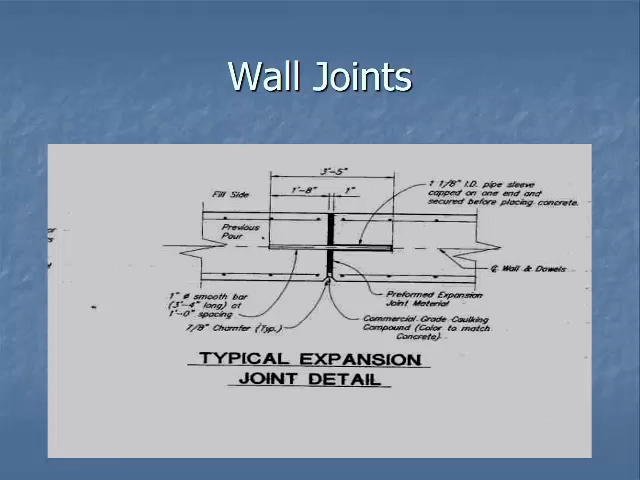 Wall Joints
3'-5"
1'-8"
1"
Fill Side
1 1/8" I.D. pipe sleeve
capped on one end and
secured before placing concrete.
Previous
Pour
℄ Wall & Dowels
1" ø smooth bar
(3'-4" long) at
1'-0" spacing
Preformed Expansion
Joint Material
7/8" Chamfer (Typ.)
Commercial Grade Caulking
Compound (Color to match
Concrete)
TYPICAL EXPANSION
JOINT DETAIL